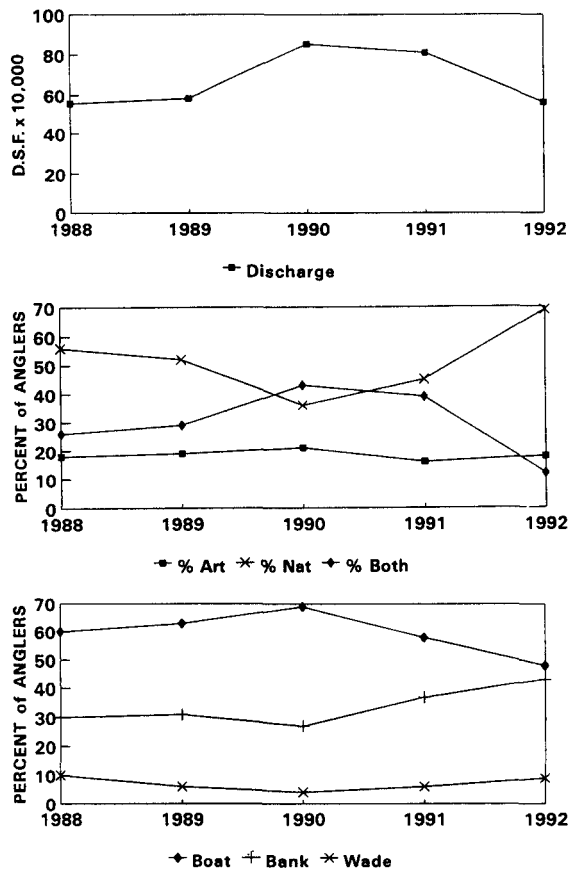 100
80
60
40
20
0
D.S.F. x 10,000
1988 1989 1990 1991 1992
Discharge
70
60
50
40
30
20
10
0
PERCENT of ANGLERS
1988 1989 1990 1991 1992
% Art % Nat % Both
70
60
50
40
30
20
10
0
PERCENT of ANGLERS
1988 1989 1990 1991 1992
Boat Bank Wade